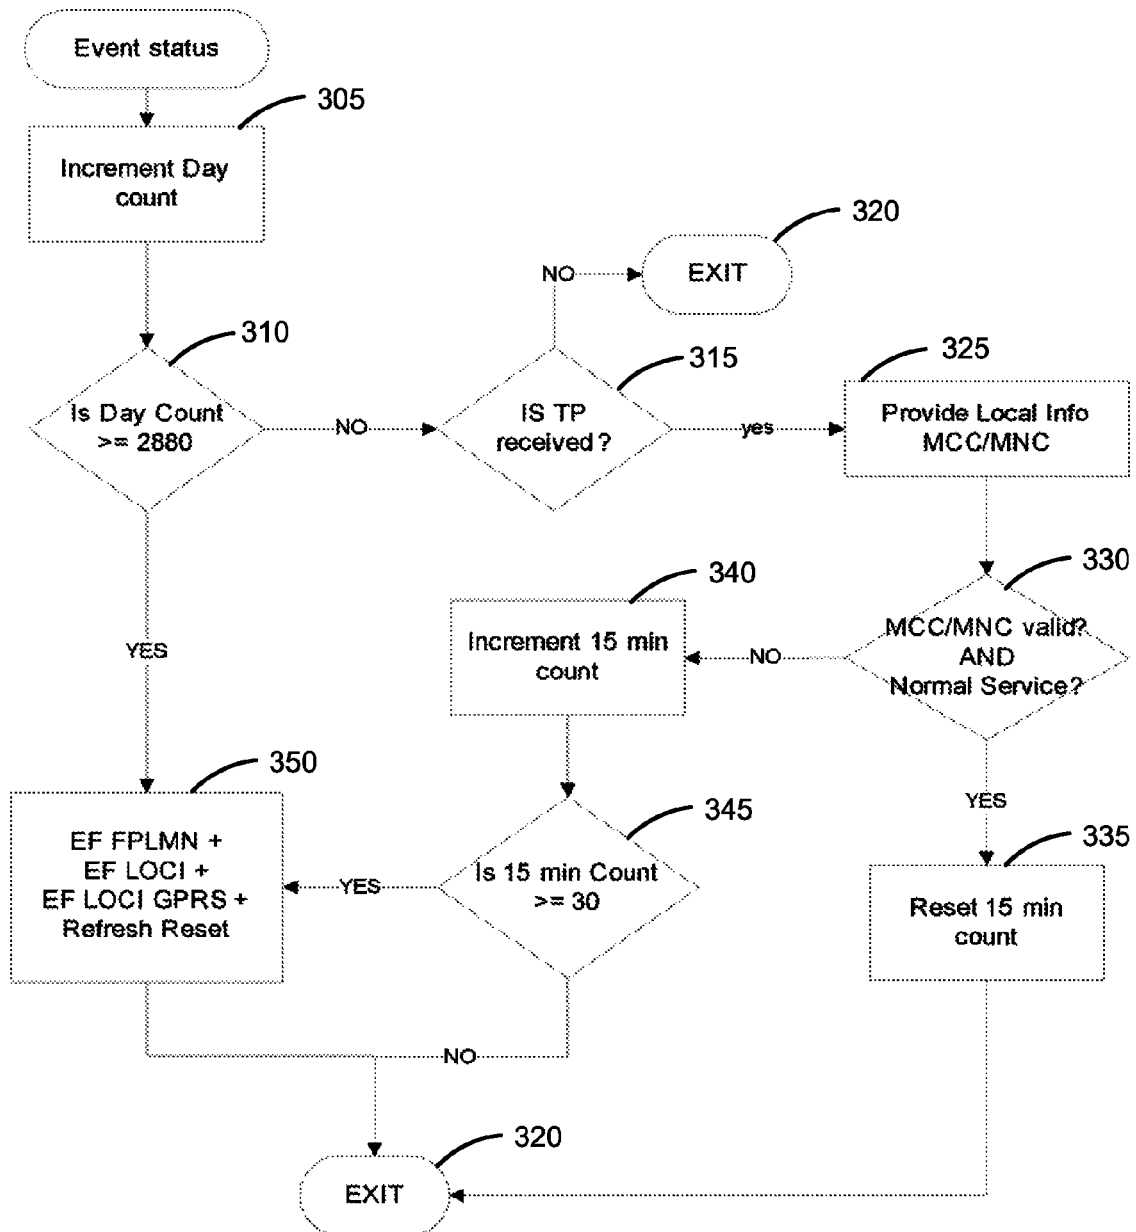 Event status
305
Increment Day
count
320
EXIT
NO
310
315
325
Is Day Count
>= 2880
NO
IS TP
received?
yes
Provide Local Info
MCC/MNC
330
340
MCC/MNC valid?
AND
Normal Service?
Increment 15 min
count
NO
YES
350
YES
345
335
EF FPLMN +
EF LOCI +
EF LOCI GPRS +
Refresh Reset
YES
Is 15 min Count
>= 30
Reset 15 min
count
NO
320
EXIT